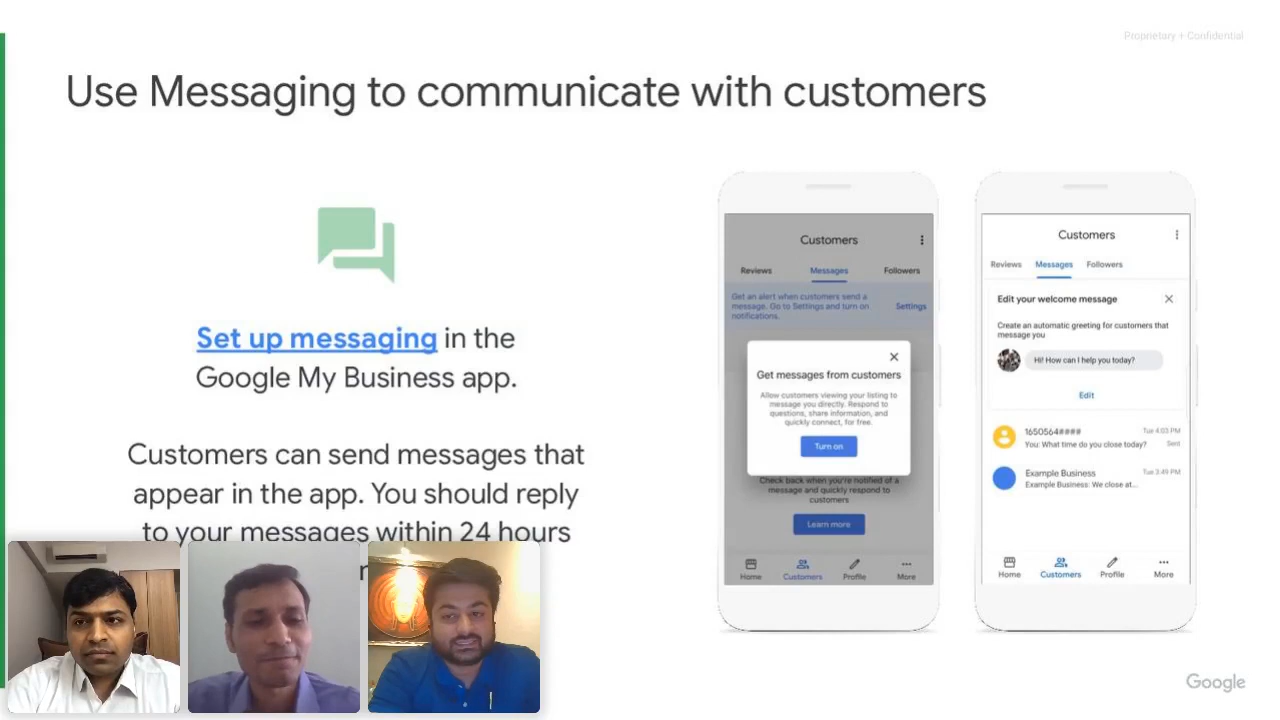 Proprietary + Confidential
Use Messaging to communicate with customers
Set up messaging in the
Google My Business app.
Customers can send messages that
appear in the app. You should reply
to your messages within 24 hours
Customers
Reviews Messages Followers
Get an alert when customers send a
message. Go to Settings and turn on
notifications.
Settings
Get messages from customers
Allow customers viewing your listing to
message you directly. Respond to
questions, share information, and
quickly connect, for free.
Turn on
Check back when you're notified of a
message and quickly respond to
customers
Learn more
Home Customers Profile More
Customers
Reviews Messages Followers
Edit your welcome message
Create an automatic greeting for customers that
message you
Hi! How can I help you today?
Edit
1650564#### Tue 4:03 PM
You: What time do you close today? Sent
Example Business Tue 3:49 PM
Example Business: We close at...
Home Customers Profile More
Google